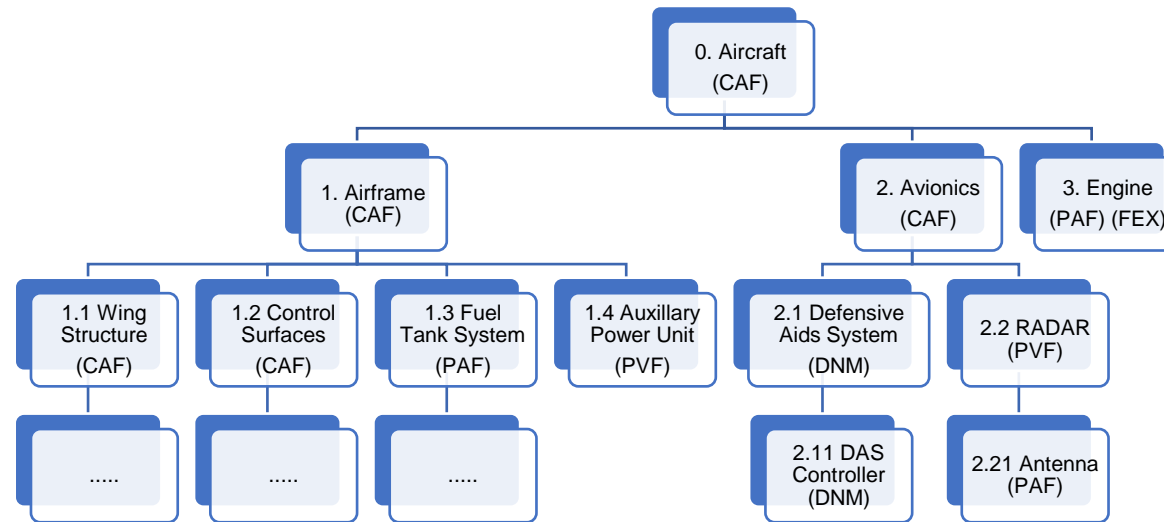 0. Aircraft
(CAF)
1. Airframe
(CAF)
2. Avionics
(CAF)
3. Engine
(PAF) (FEX)
1.1 Wing
Structure
(CAF)
1.2 Control
Surfaces
(CAF)
1.3 Fuel
Tank System
(PAF)
1.4 Auxillary
Power Unit
(PVF)
2.1 Defensive
Aids System
(DNM)
2.2 RADAR
(PVF)
.....
.....
.....
2.11 DAS
Controller
(DNM)
2.21 Antenna
(PAF)